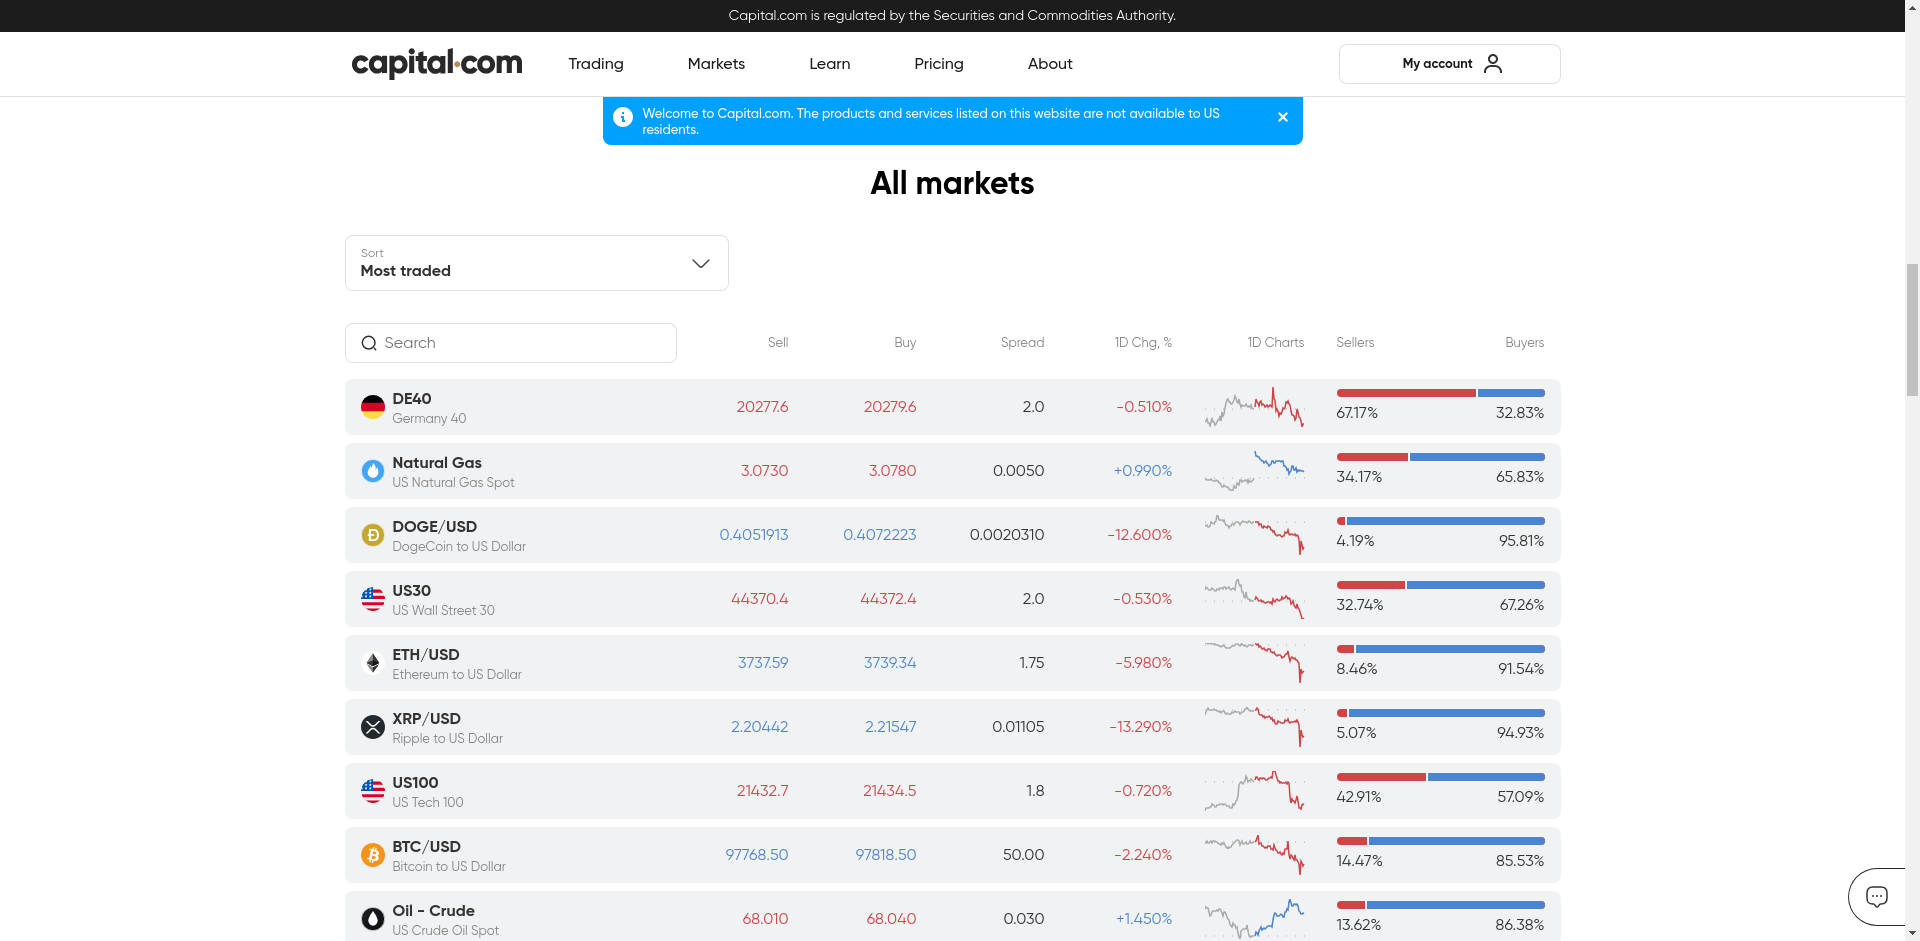 Capital.com is regulated by the Securities and Commodities Authority.
capital.com Trading Markets Learn Pricing About My account
Welcome to Capital.com. The products and services listed on this website are not available to US
residents.
All markets
Sort
Most traded
Search Sell Buy Spread 1D Chg, % 1D Charts Sellers Buyers
DE40
Germany 40
20277.6 20279.6 2.0 -0.510% 67.17% 32.83%
Natural Gas
US Natural Gas Spot
3.0730 3.0780 0.0050 +0.990% 34.17% 65.83%
DOGE/USD
DogeCoin to US Dollar
0.4051913 0.4072223 0.0020310 -12.600% 4.19% 95.81%
US30
US Wall Street 30
44370.4 44372.4 2.0 -0.530% 32.74% 67.26%
ETH/USD
Ethereum to US Dollar
3737.59 3739.34 1.75 -5.980% 8.46% 91.54%
XRP/USD
Ripple to US Dollar
2.20442 2.21547 0.01105 -13.290% 5.07% 94.93%
US100
US Tech 100
21432.7 21434.5 1.8 -0.720% 42.91% 57.09%
BTC/USD
Bitcoin to US Dollar
97768.50 97818.50 50.00 -2.240% 14.47% 85.53%
Oil - Crude
US Crude Oil Spot
68.010 68.040 0.030 +1.450% 13.62% 86.38%